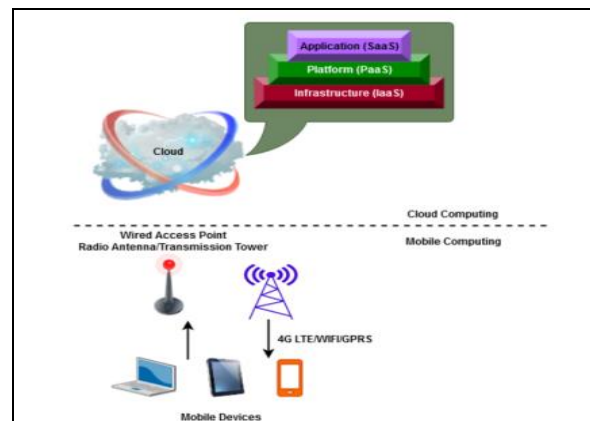 Application (SaaS)
Platform (PaaS)
Infrastructure (IaaS)
Cloud
Cloud Computing
Wired Access Point
Radio Antenna/Transmission Tower
Mobile Computing
4G LTE/WIFI/GPRS
Mobile Devices